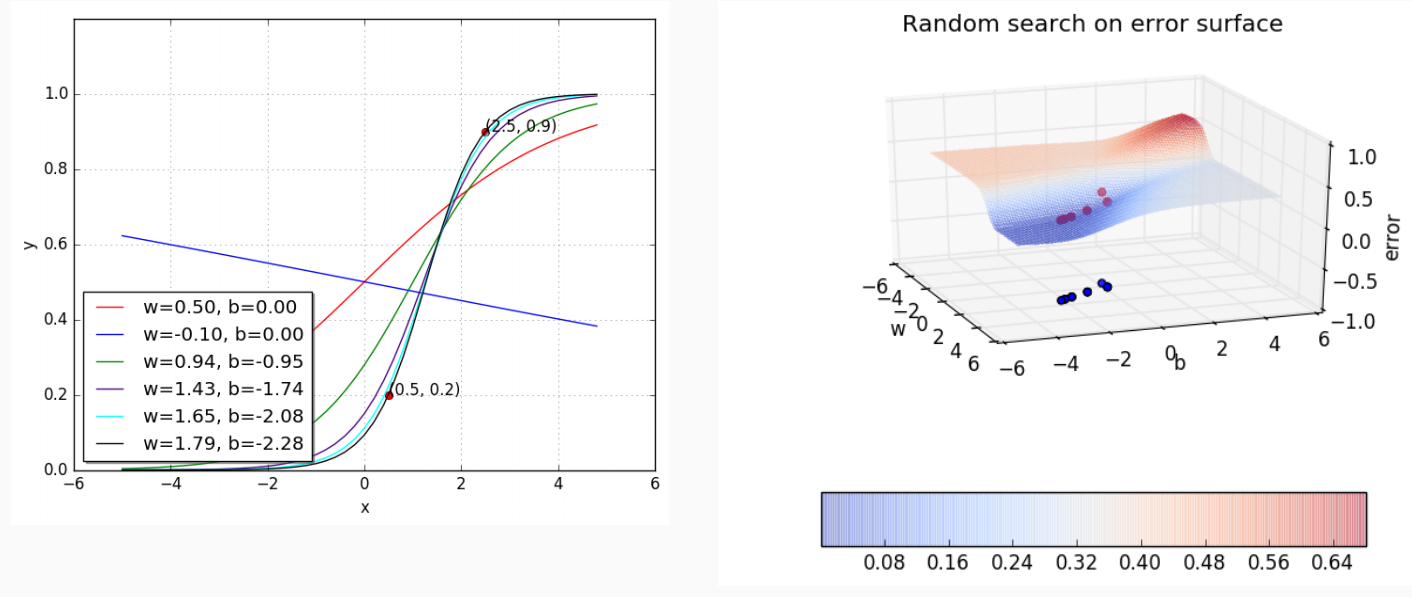 1.0
0.8
0.6
0.4
0.2
0.0
y
−6
−4
−2
0
2
4
6
x
(2.5, 0.9)
(0.5, 0.2)
w=0.50, b=0.00
w=-0.10, b=0.00
w=0.94, b=-0.95
w=1.43, b=-1.74
w=1.65, b=-2.08
w=1.79, b=-2.28
Random search on error surface
1.0
0.5
0.0
−0.5
−1.0
error
−6
−4
−2
0
2
4
6
w
−6
−4
−2
0
2
4
6
b
0.08 0.16 0.24 0.32 0.40 0.48 0.56 0.64